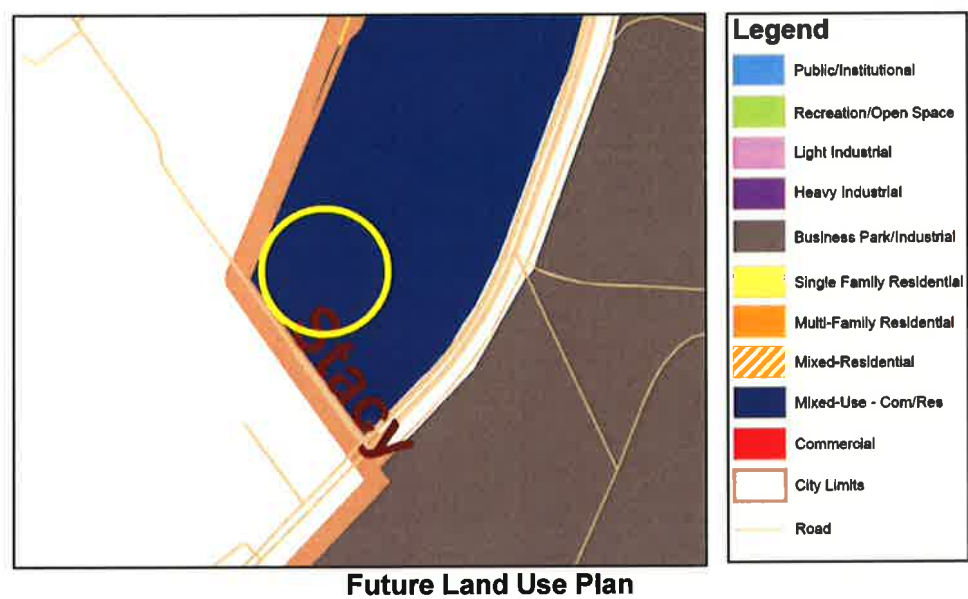 Stacy
Legend
Public/Institutional
Recreation/Open Space
Light Industrial
Heavy Industrial
Business Park/Industrial
Single Family Residential
Multi-Family Residential
Mixed-Residential
Mixed-Use - Com/Res
Commercial
City Limits
Road
Future Land Use Plan